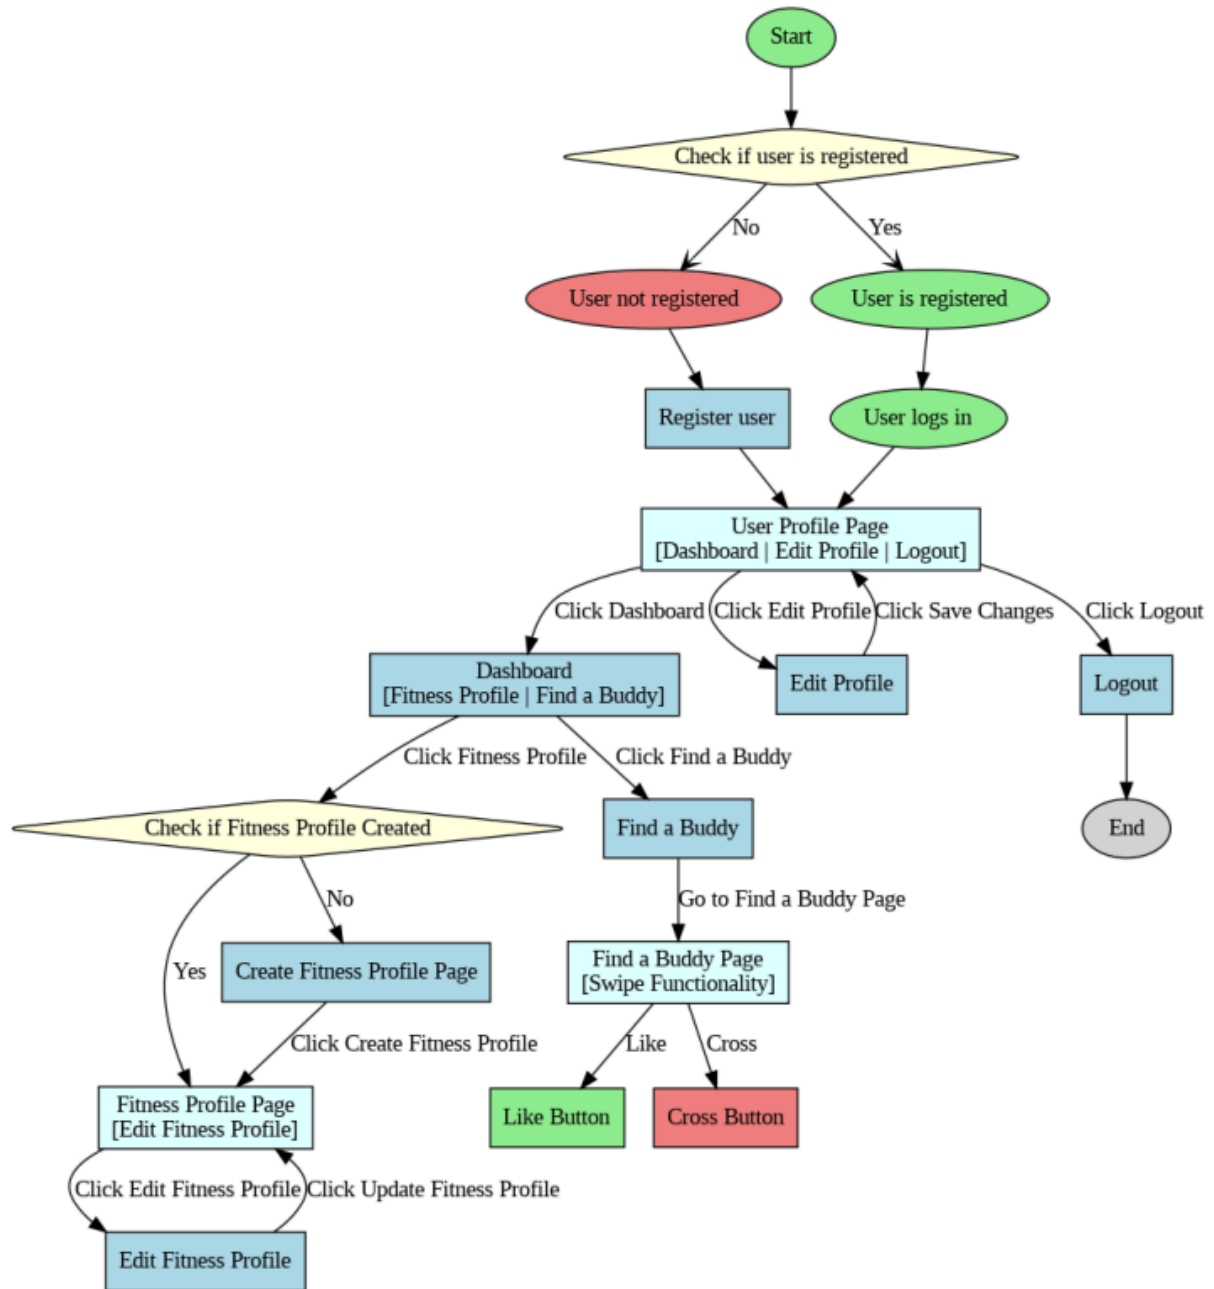 Start
Check if user is registered
No
Yes
User not registered
User is registered
Register user
User logs in
User Profile Page
[Dashboard | Edit Profile | Logout]
Click Dashboard
Click Edit Profile
Click Save Changes
Click Logout
Dashboard
[Fitness Profile | Find a Buddy]
Edit Profile
Logout
Click Fitness Profile
Click Find a Buddy
Check if Fitness Profile Created
Find a Buddy
End
No
Go to Find a Buddy Page
Yes
Create Fitness Profile Page
Find a Buddy Page
[Swipe Functionality]
Click Create Fitness Profile
Like
Cross
Fitness Profile Page
[Edit Fitness Profile]
Like Button
Cross Button
Click Edit Fitness Profile
Click Update Fitness Profile
Edit Fitness Profile